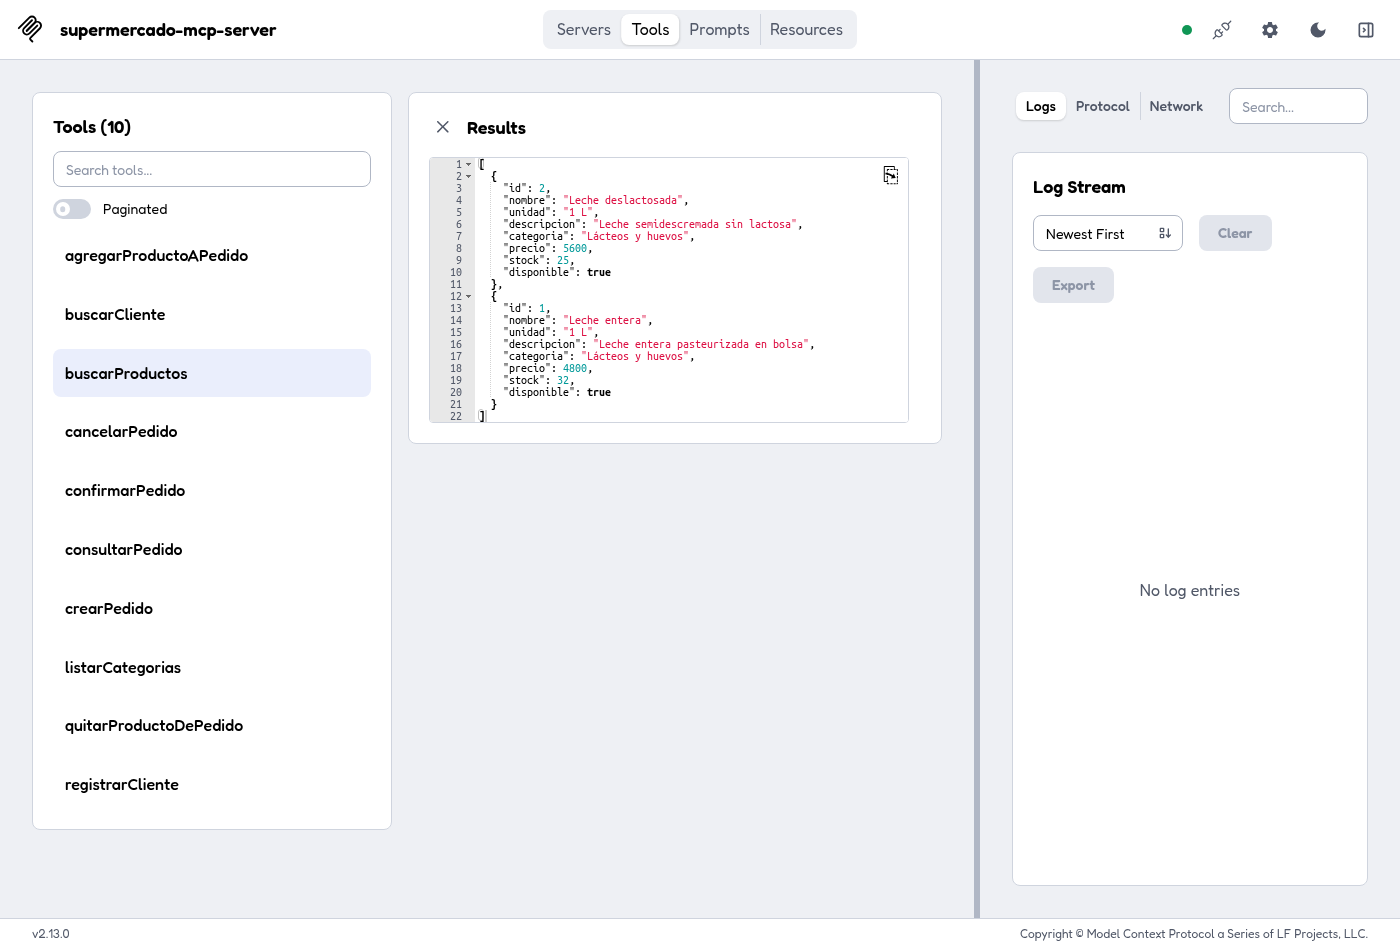 supermercado-mcp-server
Servers
Tools
Prompts
Resources
Tools (10)
Search tools...
Paginated
agregarProductoAPedido
buscarCliente
buscarProductos
cancelarPedido
confirmarPedido
consultarPedido
crearPedido
listarCategorias
quitarProductoDePedido
registrarCliente
Results
1 [
2 {
3 "id": 2,
4 "nombre": "Leche deslactosada",
5 "unidad": "1 L",
6 "descripcion": "Leche semidescremada sin lactosa",
7 "categoria": "Lácteos y huevos",
8 "precio": 5600,
9 "stock": 25,
10 "disponible": true
11 },
12 {
13 "id": 1,
14 "nombre": "Leche entera",
15 "unidad": "1 L",
16 "descripcion": "Leche entera pasteurizada en bolsa",
17 "categoria": "Lácteos y huevos",
18 "precio": 4800,
19 "stock": 32,
20 "disponible": true
21 }
22 ]
Logs
Protocol
Network
Search...
Log Stream
Newest First
Clear
Export
No log entries
v2.13.0
Copyright © Model Context Protocol a Series of LF Projects, LLC.